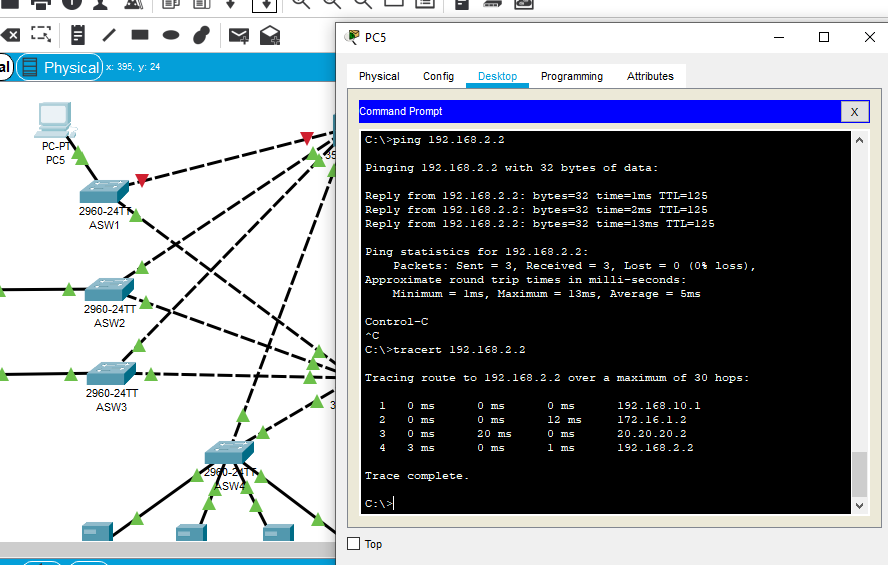 al
Physical
x: 395, y: 24
PC-PT
PC5
2960-24TT
ASW1
2960-24TT
ASW2
2960-24TT
ASW3
2960-24TT
ASW4
35
3
PC5
Physical
Config
Desktop
Programming
Attributes
Command Prompt
X
C:\>ping 192.168.2.2
Pinging 192.168.2.2 with 32 bytes of data:
Reply from 192.168.2.2: bytes=32 time=1ms TTL=125
Reply from 192.168.2.2: bytes=32 time=2ms TTL=125
Reply from 192.168.2.2: bytes=32 time=13ms TTL=125
Ping statistics for 192.168.2.2:
Packets: Sent = 3, Received = 3, Lost = 0 (0% loss),
Approximate round trip times in milli-seconds:
Minimum = 1ms, Maximum = 13ms, Average = 5ms
Control-C
^C
C:\>tracert 192.168.2.2
Tracing route to 192.168.2.2 over a maximum of 30 hops:
1 0 ms 0 ms 0 ms 192.168.10.1
2 0 ms 0 ms 12 ms 172.16.1.2
3 0 ms 20 ms 0 ms 20.20.20.2
4 3 ms 0 ms 1 ms 192.168.2.2
Trace complete.
C:\>
Top